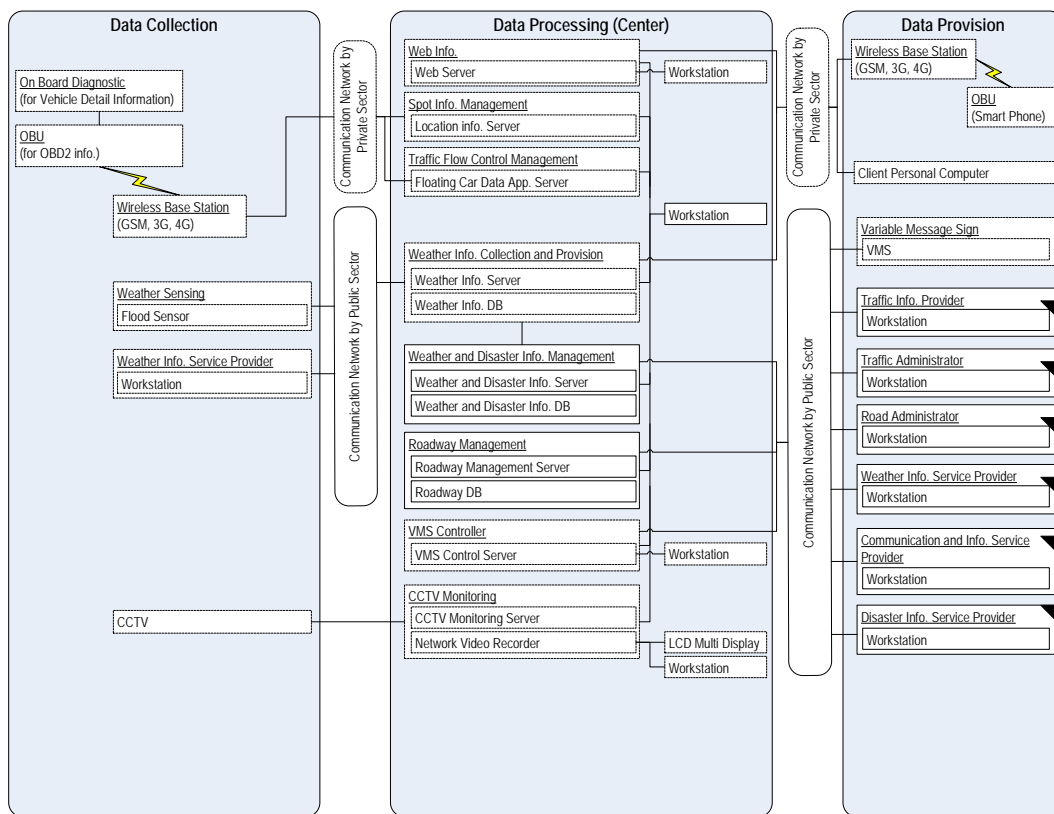 Data Collection
On Board Diagnostic
(for Vehicle Detail Information)
OBU
(for OBD2 info.)
Wireless Base Station
(GSM, 3G, 4G)
Weather Sensing
Flood Sensor
Weather Info. Service Provider
Workstation
CCTV
Communication Network by
Private Sector
Communication Network by Public Sector
Data Processing (Center)
Web Info.
Web Server
Workstation
Spot Info. Management
Location info. Server
Traffic Flow Control Management
Floating Car Data App. Server
Workstation
Weather Info. Collection and Provision
Weather Info. Server
Weather Info. DB
Weather and Disaster Info. Management
Weather and Disaster Info. Server
Weather and Disaster Info. DB
Roadway Management
Roadway Management Server
Roadway DB
VMS Controller
VMS Control Server
Workstation
CCTV Monitoring
CCTV Monitoring Server
Network Video Recorder
LCD Multi Display
Workstation
Communication Network by
Private Sector
Communication Network by Public Sector
Data Provision
Wireless Base Station
(GSM, 3G, 4G)
OBU
(Smart Phone)
Client Personal Computer
Variable Message Sign
VMS
Traffic Info. Provider
Workstation
Traffic Administrator
Workstation
Road Administrator
Workstation
Weather Info. Service Provider
Workstation
Communication and Info. Service
Provider
Workstation
Disaster Info. Service Provider
Workstation